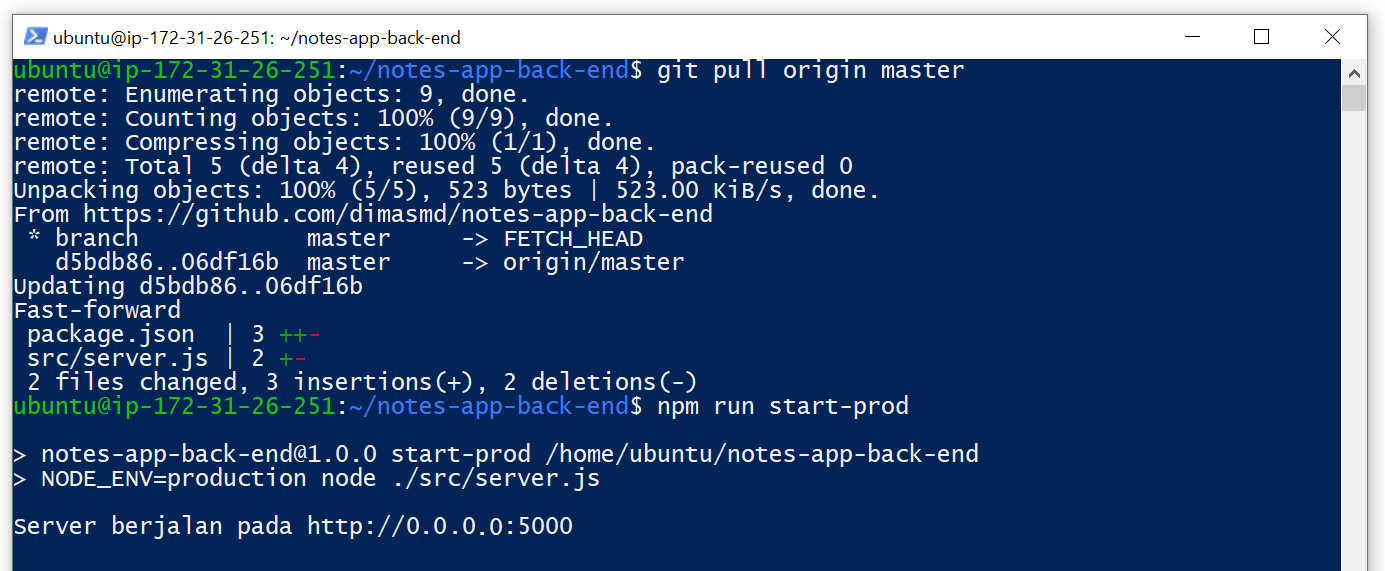 ubuntu@ip-172-31-26-251: ~/notes-app-back-end
ubuntu@ip-172-31-26-251:~/notes-app-back-end$ git pull origin master
remote: Enumerating objects: 9, done.
remote: Counting objects: 100% (9/9), done.
remote: Compressing objects: 100% (1/1), done.
remote: Total 5 (delta 4), reused 5 (delta 4), pack-reused 0
Unpacking objects: 100% (5/5), 523 bytes | 523.00 KiB/s, done.
From https://github.com/dimasmd/notes-app-back-end
 * branch            master     -> FETCH_HEAD
   d5bdb86..06df16b  master     -> origin/master
Updating d5bdb86..06df16b
Fast-forward
 package.json  | 3 ++-
 src/server.js | 2 +-
 2 files changed, 3 insertions(+), 2 deletions(-)
ubuntu@ip-172-31-26-251:~/notes-app-back-end$ npm run start-prod
> notes-app-back-end@1.0.0 start-prod /home/ubuntu/notes-app-back-end
> NODE_ENV=production node ./src/server.js
Server berjalan pada http://0.0.0.0:5000